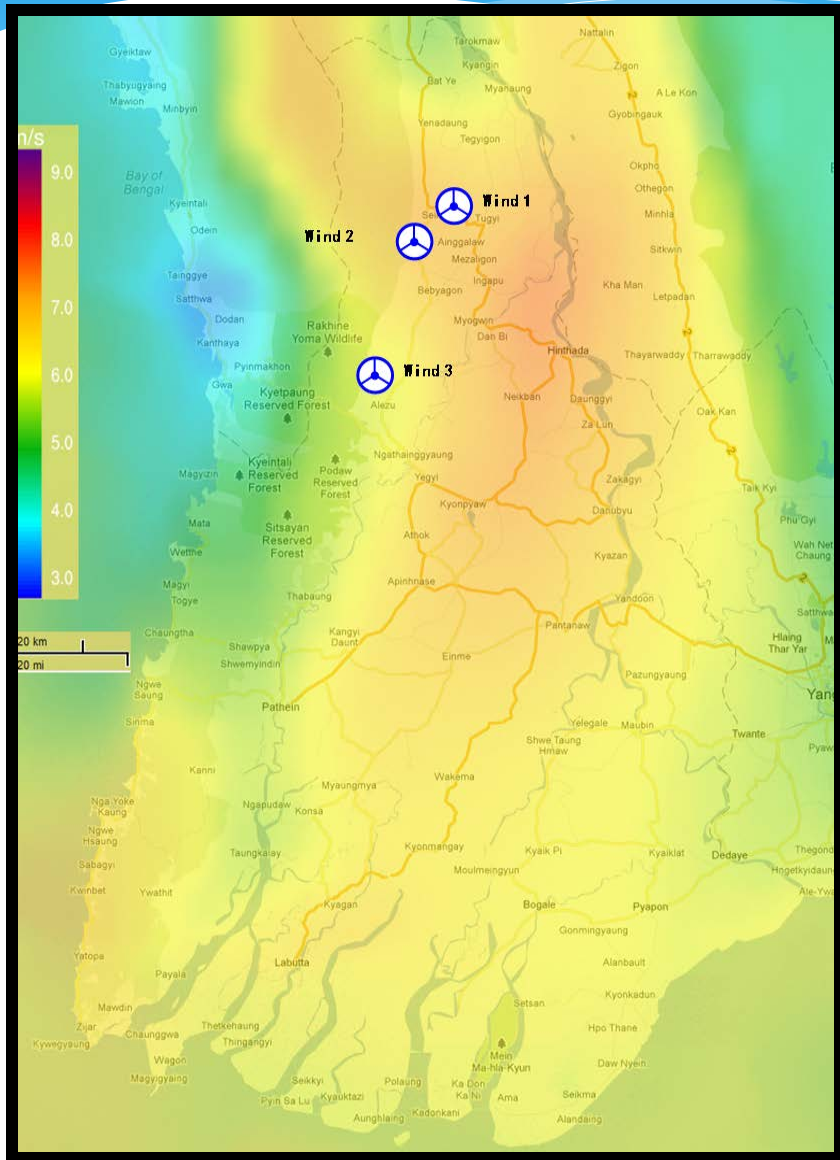 Nattalin
Tarokmaw
Gyeiktaw
Kyangin
Zigon
Bat Ye
Thabyugyaing
Myanaung
A Le Kon
Mawion
Minbyin
Gyobingauk
Yenadaung
n/s
Tegyigon
9.0
Okpho
Bay of
Bengal
Othegon
Kyeintali
Wind 1
Minhla
Tugyi
Odein
Wind 2
8.0
Ainggalaw
Sitkwin
Mezaligon
Tainggye
Ingapu
Kha Man
Satthwa
Bebyagon
Letpadan
7.0
Dodan
Myogwin
Rakhine
Yoma Wildlife
Kanthaya
Dan Bi
Hinthada
Thayarwaddy
Tharrawaddy
Pyinmakhon
6.0
Wind 3
Gwa
Kyetpaung
Reserved Forest
Neikban
Daunggyi
Alezu
Oak Kan
Za Lun
5.0
Ngathainggyaung
Kyeintali
Reserved
Forest
Podaw
Reserved
Forest
Magyizin
Yegyi
Zakagyi
Taik Kyi
Kyonpyaw
4.0
Danubyu
Mata
Sitsayan
Reserved
Forest
Phu Gyi
Athok
Wetthe
Wah Net
Chaung
Kyazan
3.0
Magyi
Apinhnase
Togye
Thabaung
Yandoon
Satthwa
Chaungtha
Kangyi
Daunt
Pantanaw
20 km
Hlaing
Thar Yar
Shawpya
20 mi
Einme
Shwemyindin
Pazungyaung
Ngwe
Saung
Yang
Pathein
Sinma
Yelegale
Maubin
Twante
Shwe Taung
Hmaw
Pyaw
Kanni
Wakema
Myaungmya
Nga Yoke
Kaung
Ngapudaw
Konsa
Ngwe
Hsaung
Kyonmangay
Kyaik Pi
Thegond
Taungkalay
Kyaiklat
Dedaye
Sabagyi
Moulmeingyun
Hngetkyidaung
Kwinbet
Ywathit
Ale-Ywa
Kyagan
Bogale
Pyapon
Gonmingyaung
Yatopa
Labutta
Alanbault
Payala
Kyonkadun
Mawdin
Setsan
Zijar
Thetkehaung
Hpo Thane
Kywegyaung
Chaunggwa
Thingangyi
Mein
Ma-hla-Kyun
Wagon
Daw Nyein
Magyigyaing
Seikkyi
Polaung
Ka Don
Ka Ni
Seikma
Pyin Sa Lu
Kyauktazi
Ama
Kadonkani
Aunghlaing
Alandaing